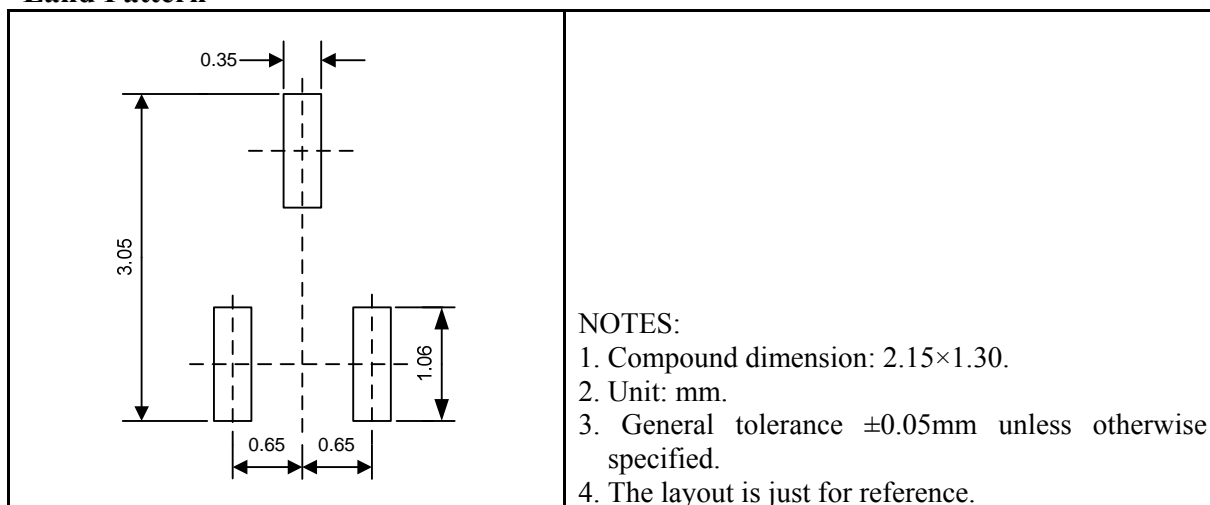 Land Pattern
0.35
3.05
1.06
0.65 0.65
NOTES:
1. Compound dimension: 2.15×1.30.
2. Unit: mm.
3. General tolerance ±0.05mm unless otherwise
specified.
4. The layout is just for reference.